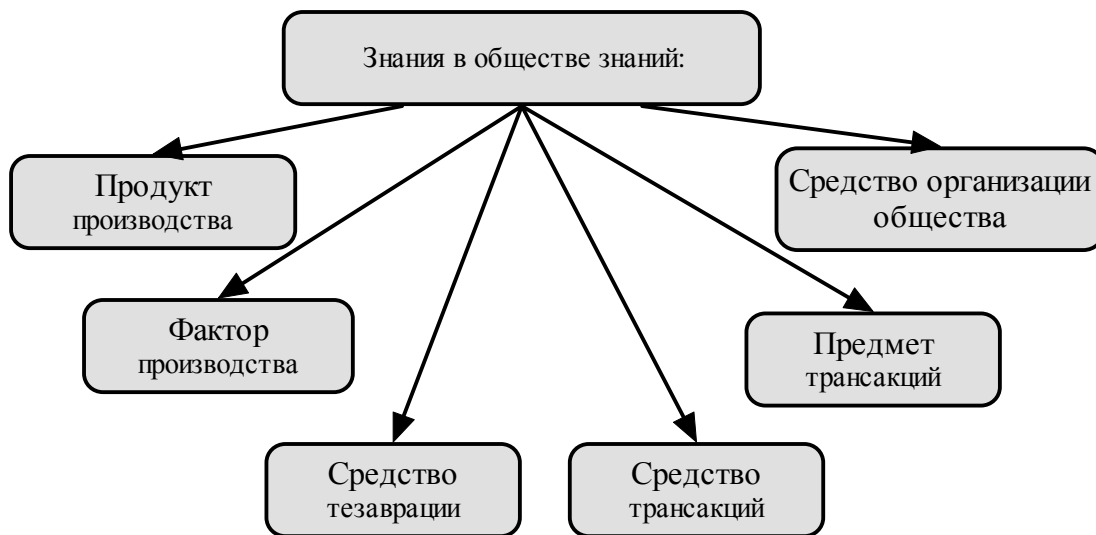 Знания в обществе знаний:
Продукт
производства
Средство организации
общества
Фактор
производства
Предмет
трансакций
Средство
тезаврации
Средство
трансакций